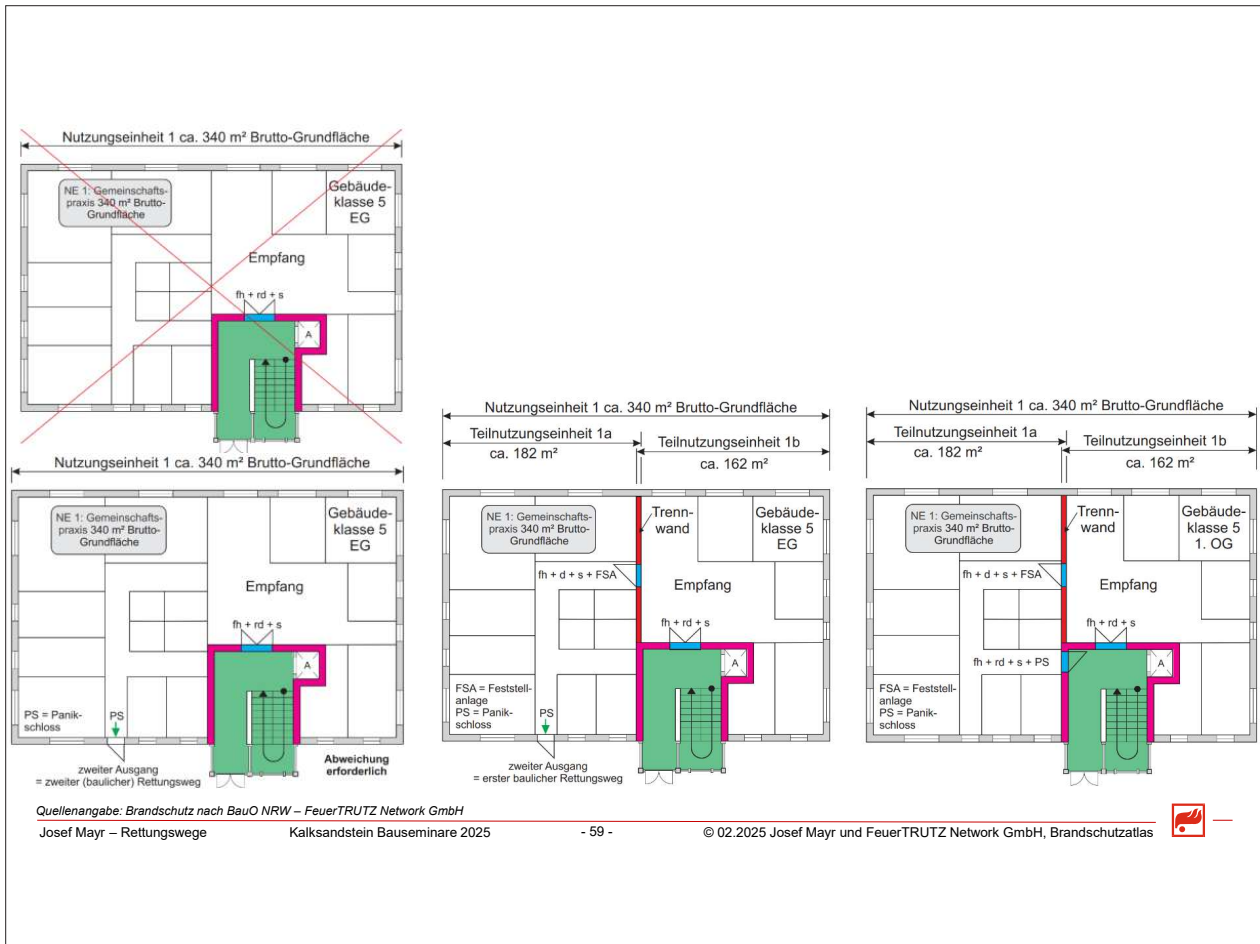 Nutzungseinheit 1 ca. 340 m² Brutto-Grundfläche
NE 1: Gemeinschafts-
praxis 340 m² Brutto-
Grundfläche
Gebäude-
klasse 5
EG
Empfang
fh + rd + s
A
Nutzungseinheit 1 ca. 340 m² Brutto-Grundfläche
NE 1: Gemeinschafts-
praxis 340 m² Brutto-
Grundfläche
Gebäude-
klasse 5
EG
Empfang
fh + rd + s
A
PS = Panik-
schloss
PS
zweiter Ausgang
= zweiter (baulicher) Rettungsweg
Abweichung
erforderlich
Nutzungseinheit 1 ca. 340 m² Brutto-Grundfläche
Teilnutzungseinheit 1a
ca. 182 m²
Teilnutzungseinheit 1b
ca. 162 m²
NE 1: Gemeinschafts-
praxis 340 m² Brutto-
Grundfläche
Trenn-
wand
Gebäude-
klasse 5
EG
fh + d + s + FSA
Empfang
fh + rd + s
A
FSA = Feststell-
anlage
PS = Panik-
schloss
PS
zweiter Ausgang
= erster baulicher Rettungsweg
Nutzungseinheit 1 ca. 340 m² Brutto-Grundfläche
Teilnutzungseinheit 1a
ca. 182 m²
Teilnutzungseinheit 1b
ca. 162 m²
NE 1: Gemeinschafts-
praxis 340 m² Brutto-
Grundfläche
Trenn-
wand
Gebäude-
klasse 5
1. OG
fh + d + s + FSA
Empfang
fh + rd + s
fh + rd + s + PS
A
FSA = Feststell-
anlage
PS = Panik-
schloss
Quellenangabe: Brandschutz nach BauO NRW – FeuerTRUTZ Network GmbH
Josef Mayr – Rettungswege Kalksandstein Bauseminare 2025 - 59 - © 02.2025 Josef Mayr und FeuerTRUTZ Network GmbH, Brandschutzatlas